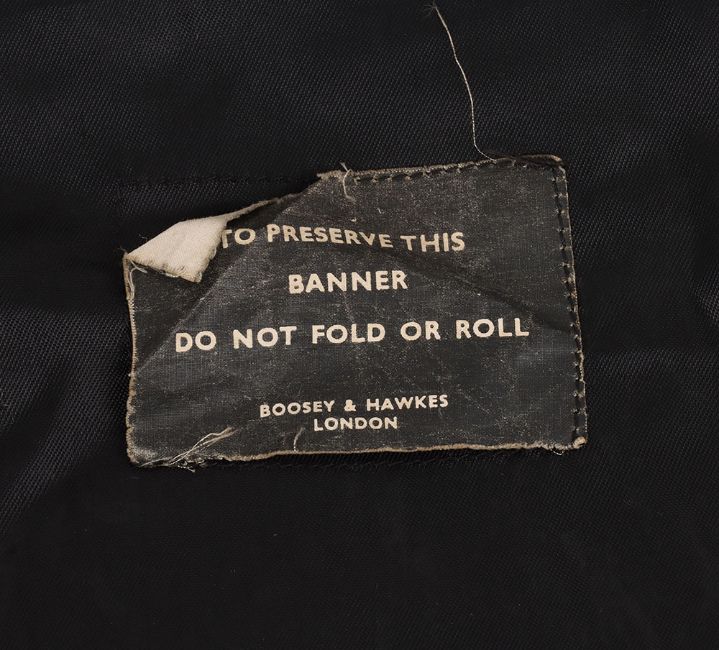 TO PRESERVE THIS
BANNER
DO NOT FOLD OR ROLL
BOOSEY & HAWKES
LONDON